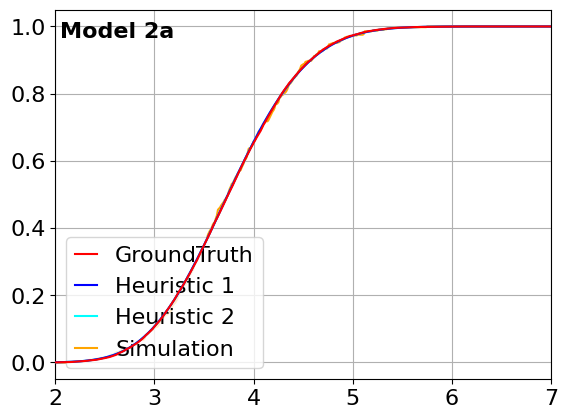 Model 2a
1.0
0.8
0.6
0.4
0.2
0.0
GroundTruth
Heuristic 1
Heuristic 2
Simulation
2 3 4 5 6 7